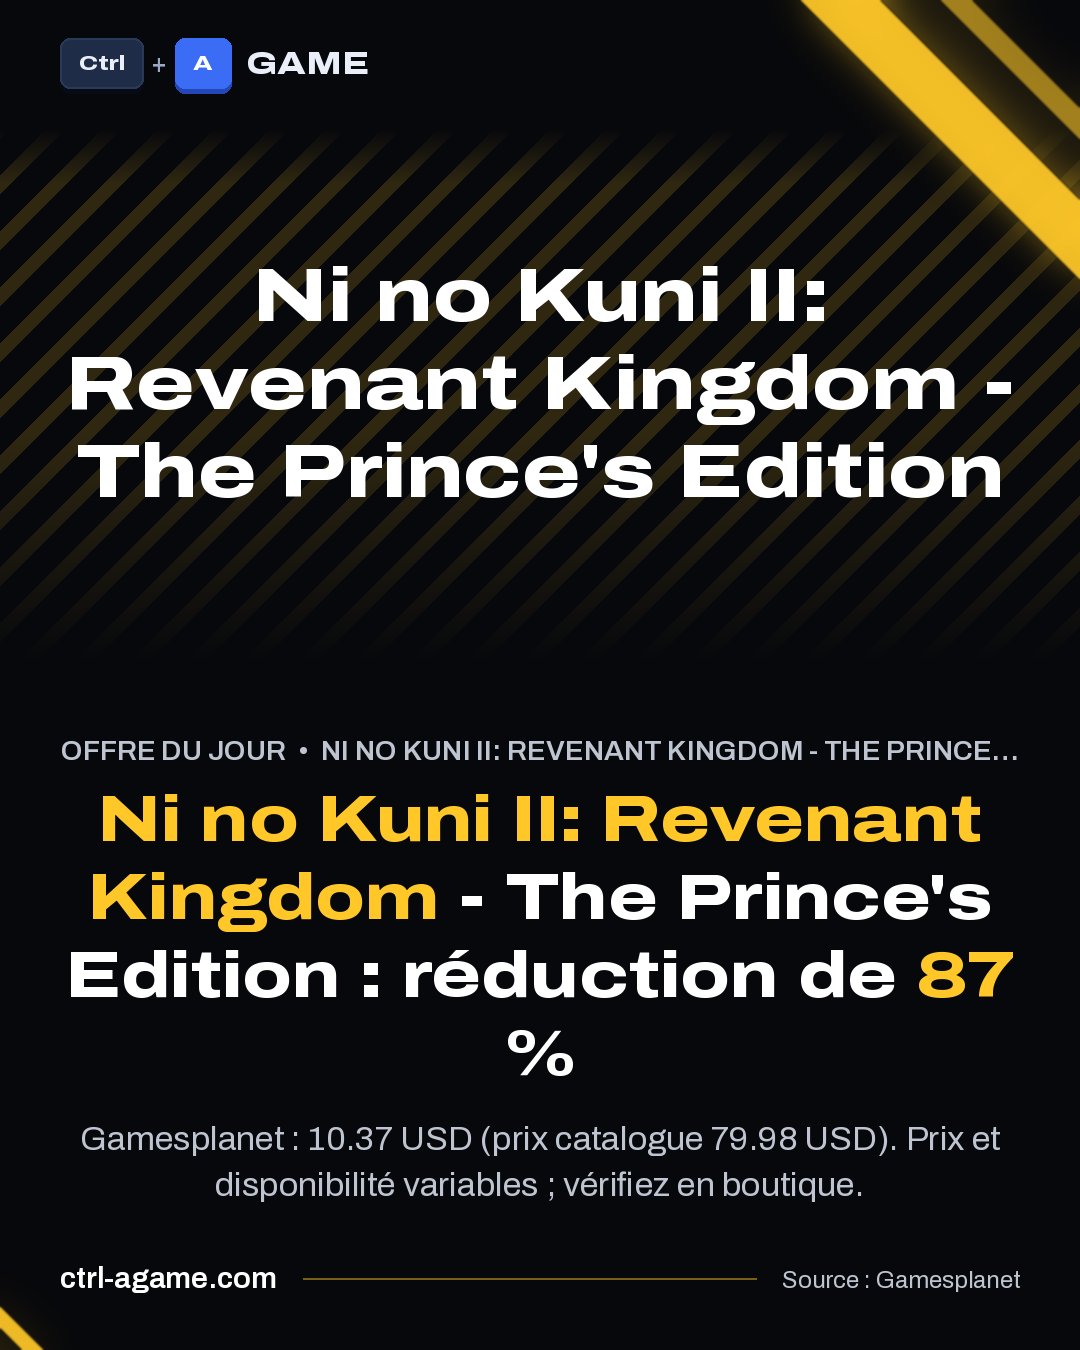 Ctrl + A GAME
Ni no Kuni II:
Revenant Kingdom -
The Prince's Edition
OFFRE DU JOUR • NI NO KUNI II: REVENANT KINGDOM - THE PRINCE...
Ni no Kuni II: Revenant
Kingdom - The Prince's
Edition : réduction de 87
%
Gamesplanet : 10.37 USD (prix catalogue 79.98 USD). Prix et
disponibilité variables ; vérifiez en boutique.
ctrl-agame.com
Source : Gamesplanet